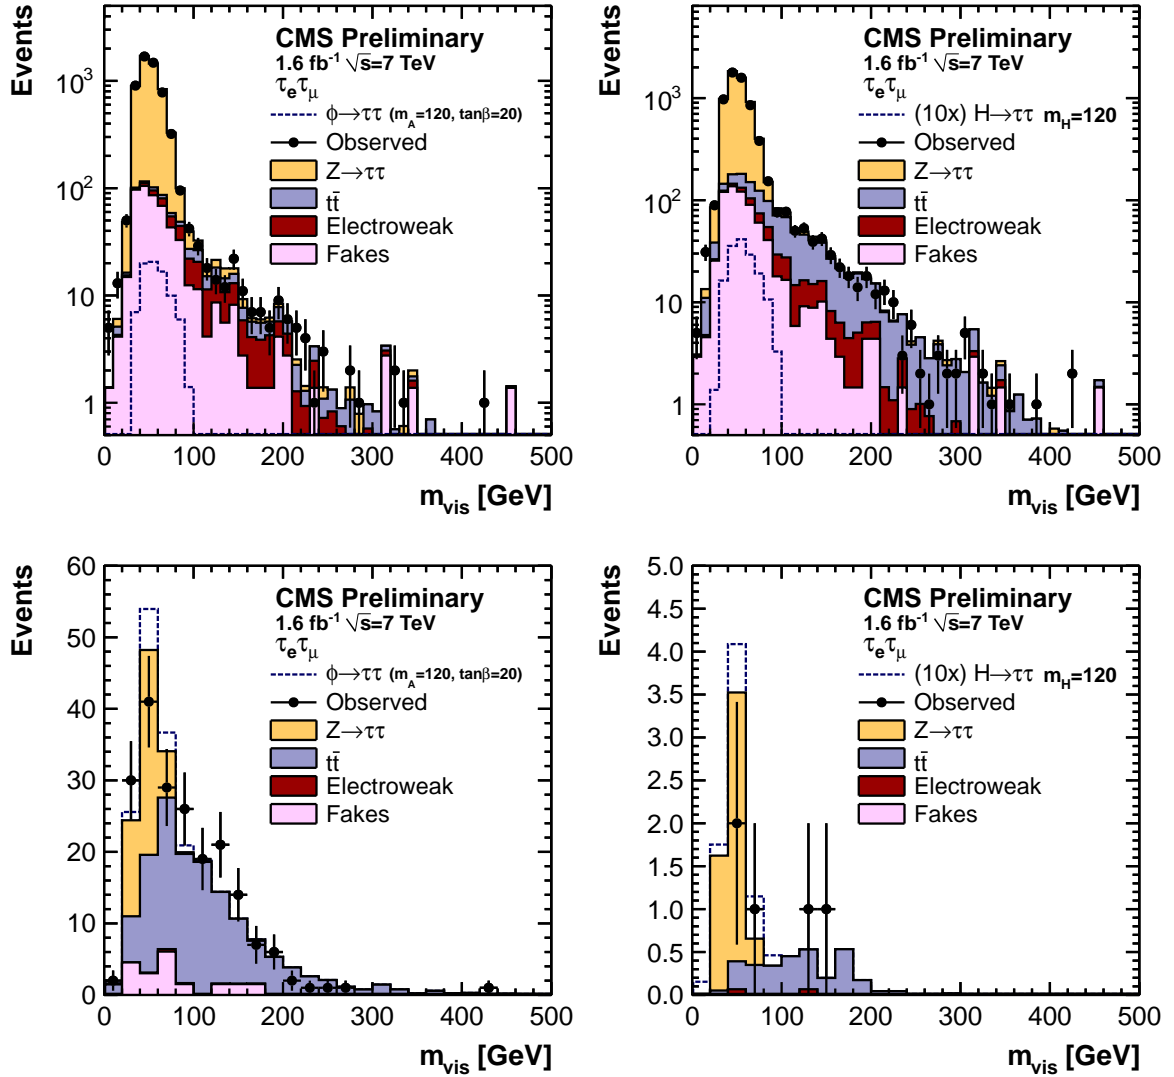 Events
10³
10²
10
1
CMS Preliminary
1.6 fb⁻¹ √s=7 TeV
τeτμ
ϕ→ττ (mA=120, tanβ=20)
Observed
Z→ττ
tt̄
Electroweak
Fakes
0 100 200 300 400 500
mvis [GeV]
Events
10³
10²
10
1
CMS Preliminary
1.6 fb⁻¹ √s=7 TeV
τeτμ
(10x) H→ττ mH=120
Observed
Z→ττ
tt̄
Electroweak
Fakes
0 100 200 300 400 500
mvis [GeV]
Events
60
50
40
30
20
10
0
CMS Preliminary
1.6 fb⁻¹ √s=7 TeV
τeτμ
ϕ→ττ (mA=120, tanβ=20)
Observed
Z→ττ
tt̄
Electroweak
Fakes
0 100 200 300 400 500
mvis [GeV]
Events
5.0
4.5
4.0
3.5
3.0
2.5
2.0
1.5
1.0
0.5
0.0
CMS Preliminary
1.6 fb⁻¹ √s=7 TeV
τeτμ
(10x) H→ττ mH=120
Observed
Z→ττ
tt̄
Electroweak
Fakes
0 100 200 300 400 500
mvis [GeV]